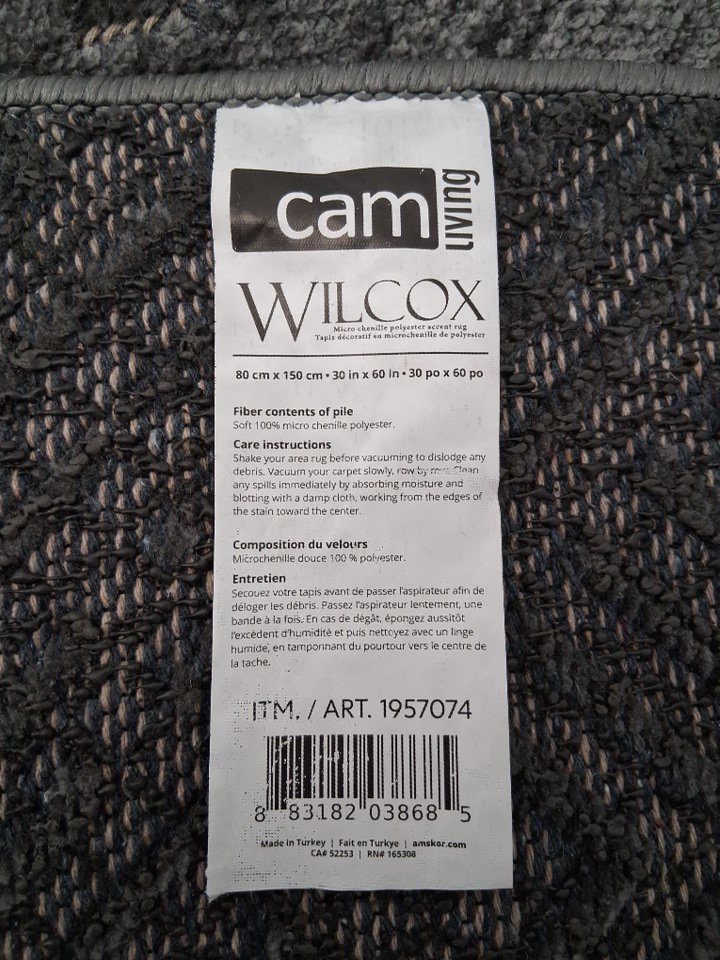 cam living
WILCOX
Micro chenille polyester accent rug
Tapis décoratif en microchenille de polyester
80 cm x 150 cm • 30 in x 60 in • 30 po x 60 po
Fiber contents of pile
Soft 100% micro chenille polyester.
Care instructions
Shake your area rug before vacuuming to dislodge any
debris. Vacuum your carpet slowly, row by row. Clean
any spills immediately by absorbing moisture and
blotting with a damp cloth, working from the edges of
the stain toward the center.
Composition du velours
Microchenille douce 100 % polyester.
Entretien
Secouez votre tapis avant de passer l'aspirateur afin de
déloger les débris. Passez l'aspirateur lentement, une
bande à la fois. En cas de dégât, épongez aussitôt
l'excédent d'humidité et puis nettoyez avec un linge
humide, en tamponnant du pourtour vers le centre de
la tache.
ITM. / ART. 1957074
8 83182 03868 5
Made in Turkey | Fait en Turkye | amskor.com
CA# 52253 | RN# 165308